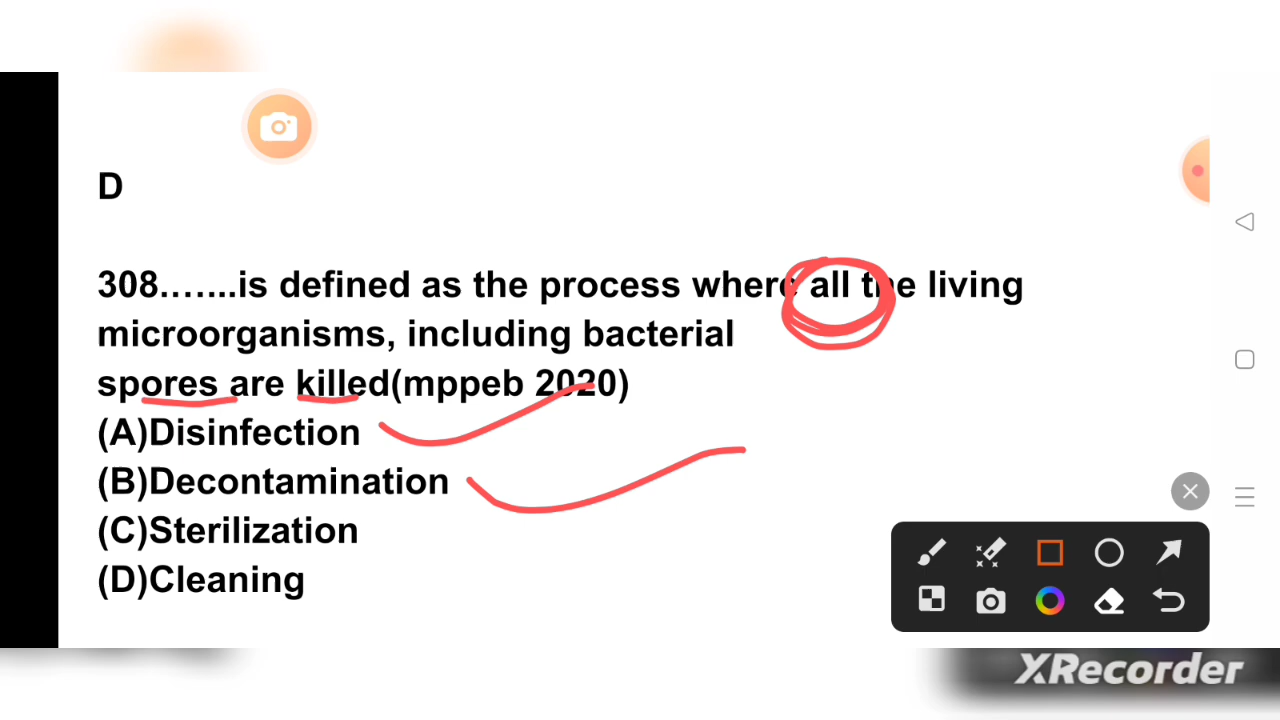 D
308.…...is defined as the process where all the living
microorganisms, including bacterial
spores are killed(mppeb 2020)
(A)Disinfection
(B)Decontamination
(C)Sterilization
(D)Cleaning
XRecorder